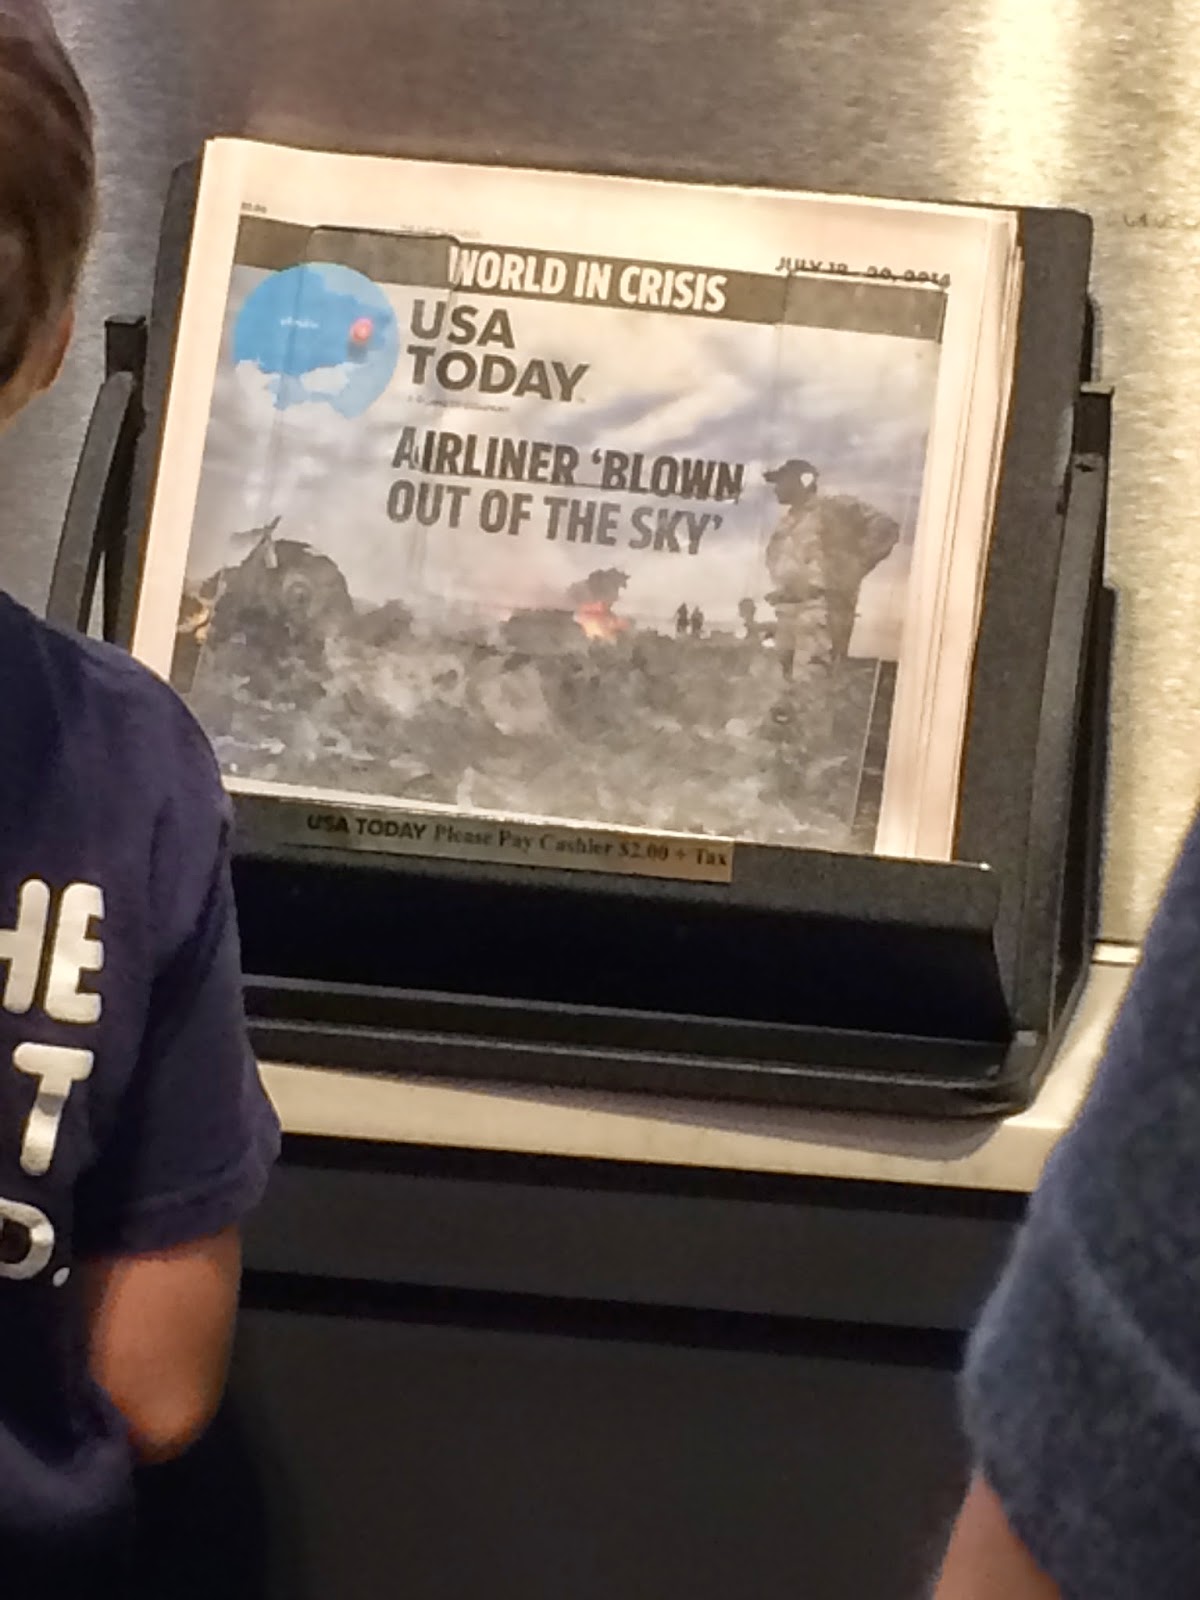 WORLD IN CRISIS
USA
TODAY
AIRLINER ‘BLOWN
OUT OF THE SKY’
USA TODAY Please Pay Cashier $2.00 + Tax
HE
T
D.